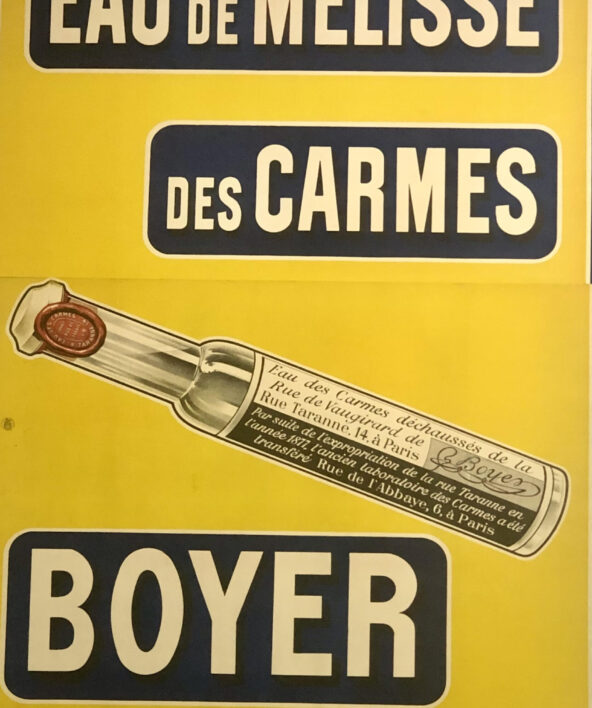 EAU DE MÉLISSE
DES CARMES
Eau des Carmes déchaussés de la
Rue de Vaugirard de
Rue Taranne, 14, à Paris
Boyer
Par suite de l'expropriation de la rue Taranne en
l'année 1877, l'ancien laboratoire des Carmes a été
transféré Rue de l'Abbaye, 6, à Paris
BOYER